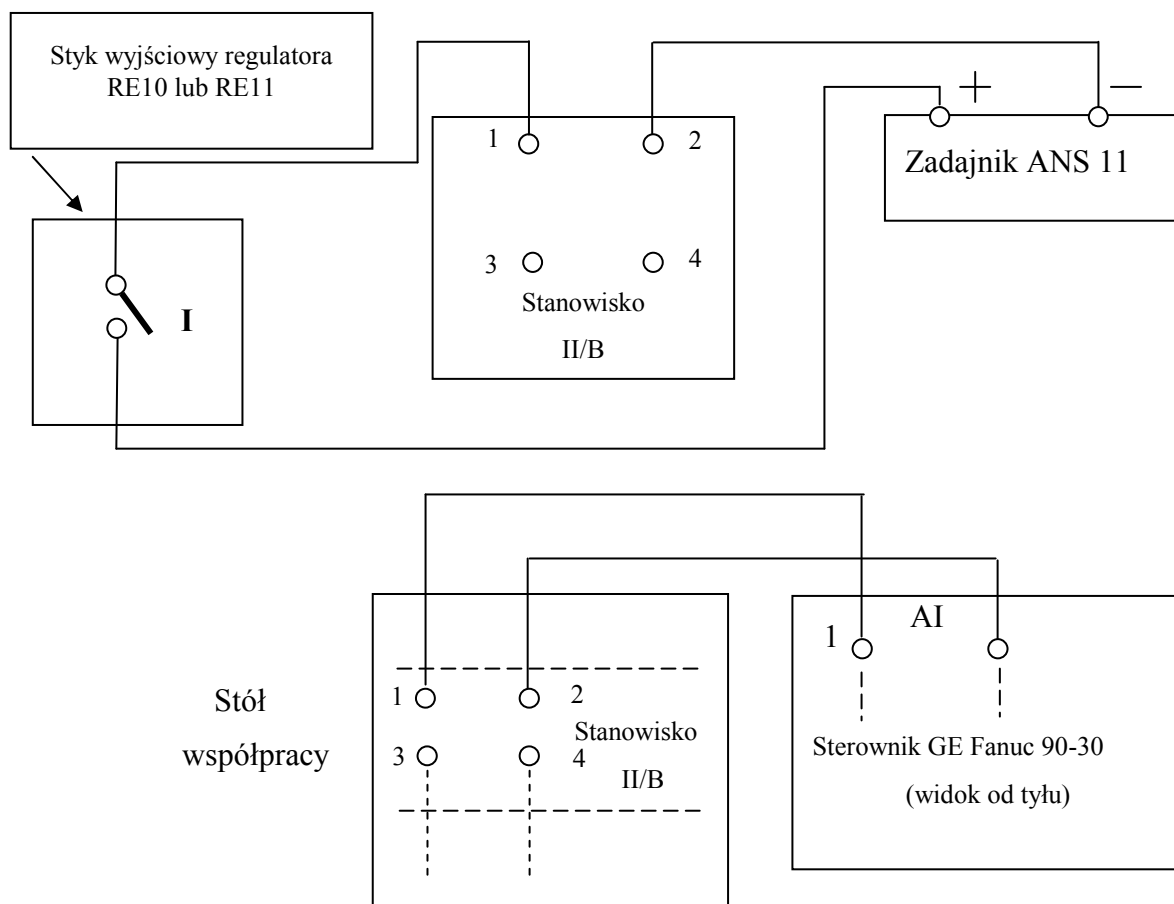 Styk wyjściowy regulatora
RE10 lub RE11
I
1
2
3
4
Stanowisko
II/B
+
−
Zadajnik ANS 11
Stół
współpracy
1
2
3
4
Stanowisko
II/B
AI
1
Sterownik GE Fanuc 90-30
(widok od tyłu)